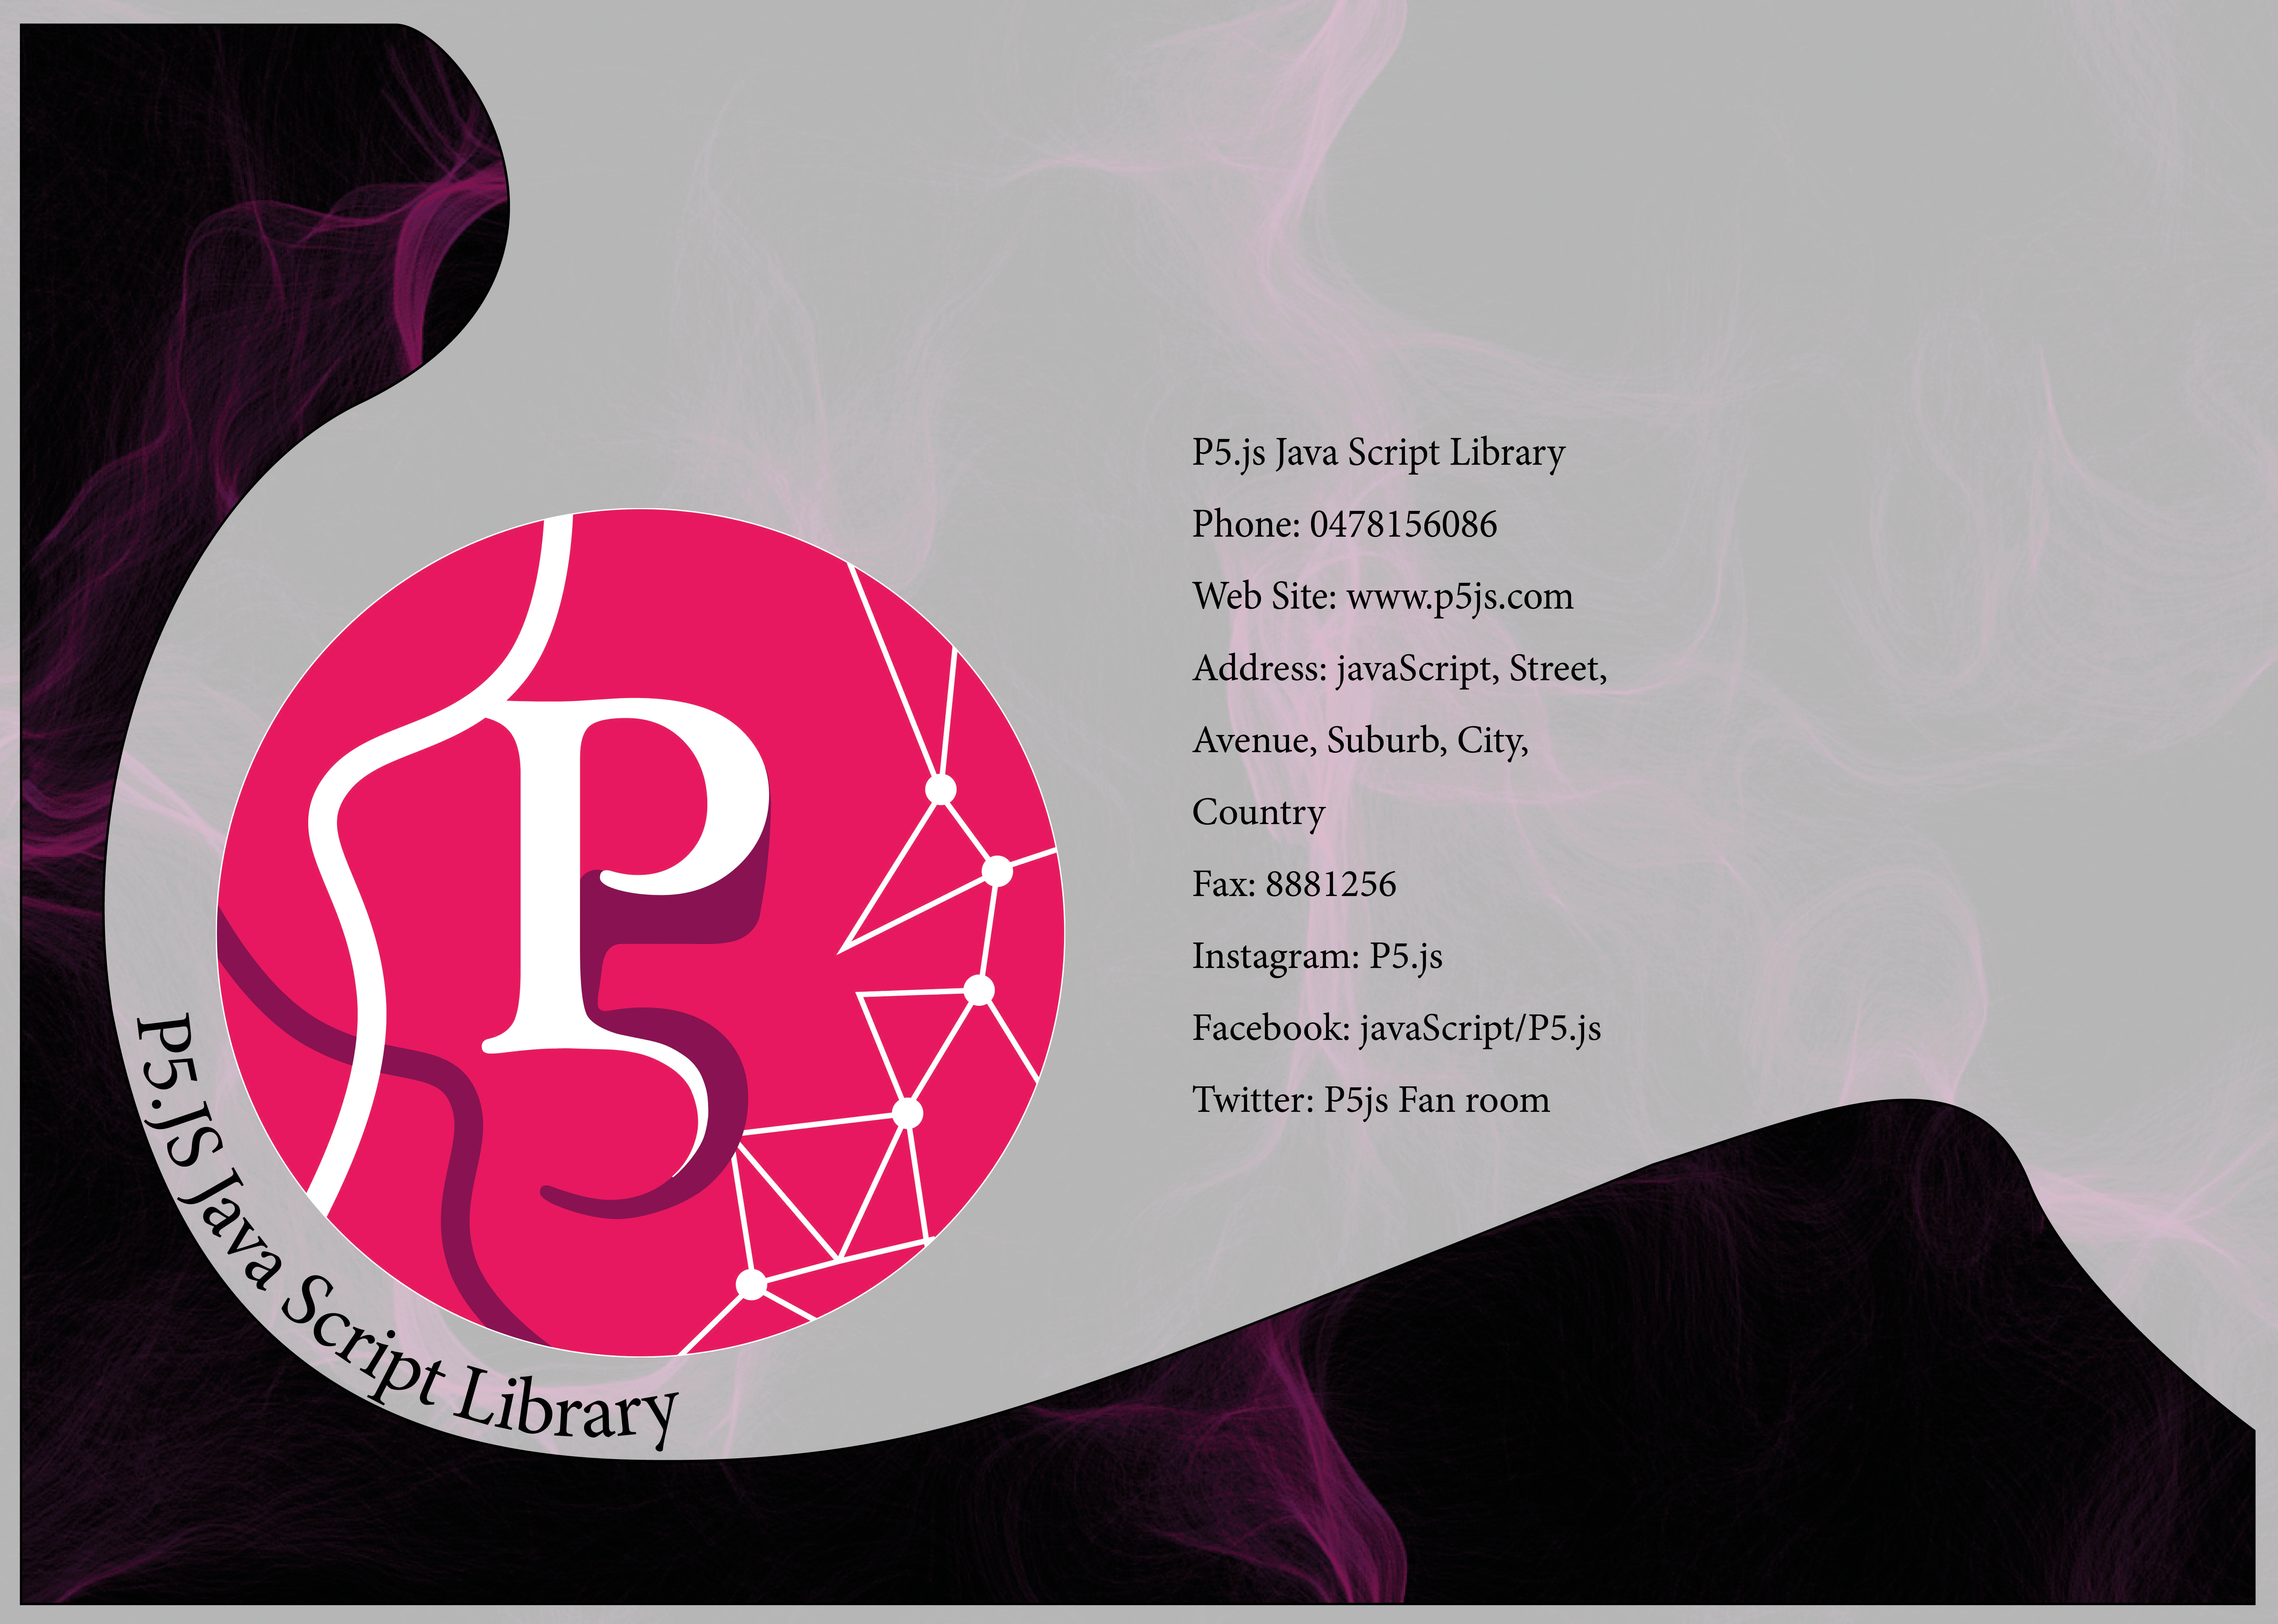 P5.js Java Script Library
Phone: 0478156086
Web Site: www.p5js.com
Address: javaScript, Street,
Avenue, Suburb, City,
Country
Fax: 8881256
Instagram: P5.js
Facebook: javaScript/P5.js
Twitter: P5js Fan room
P5
P5.JS Java Script Library